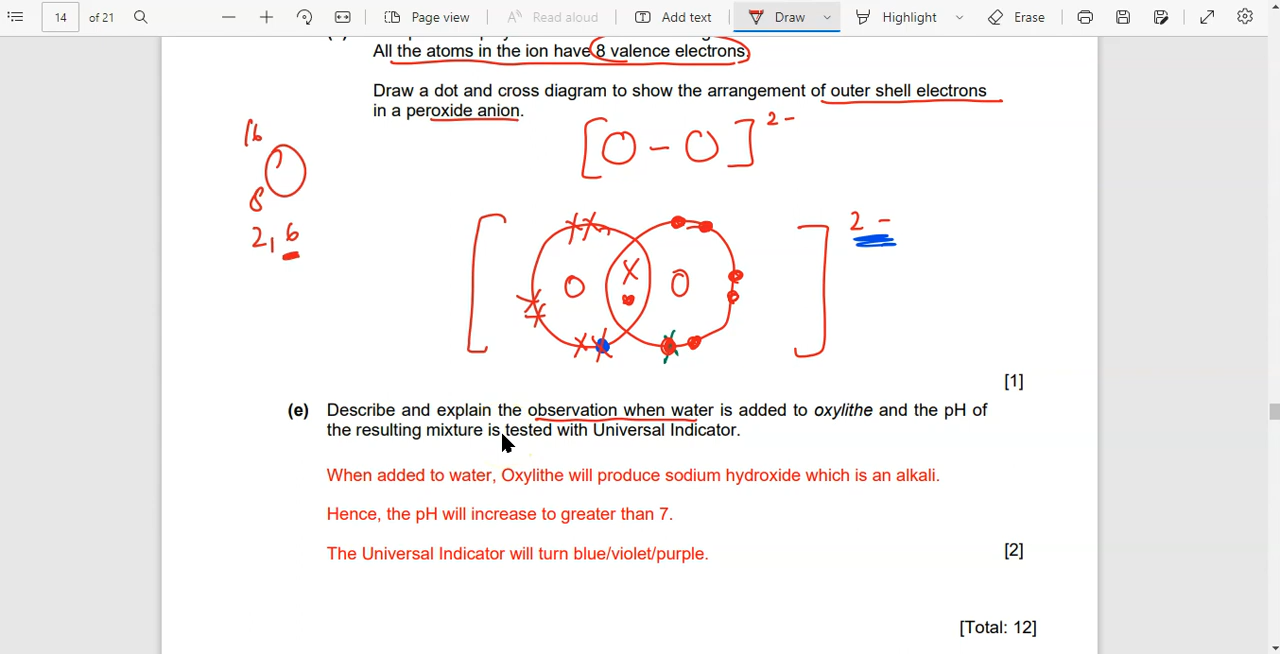 14 of 21 Page view Read aloud Add text Draw Highlight Erase
All the atoms in the ion have 8 valence electrons.
Draw a dot and cross diagram to show the arrangement of outer shell electrons
in a peroxide anion.
[O - O]2-
16
8
2, 6
[ O O ] 2 -
[1]
(e) Describe and explain the observation when water is added to oxylithe and the pH of
the resulting mixture is tested with Universal Indicator.
When added to water, Oxylithe will produce sodium hydroxide which is an alkali.
Hence, the pH will increase to greater than 7.
The Universal Indicator will turn blue/violet/purple.
[2]
[Total: 12]